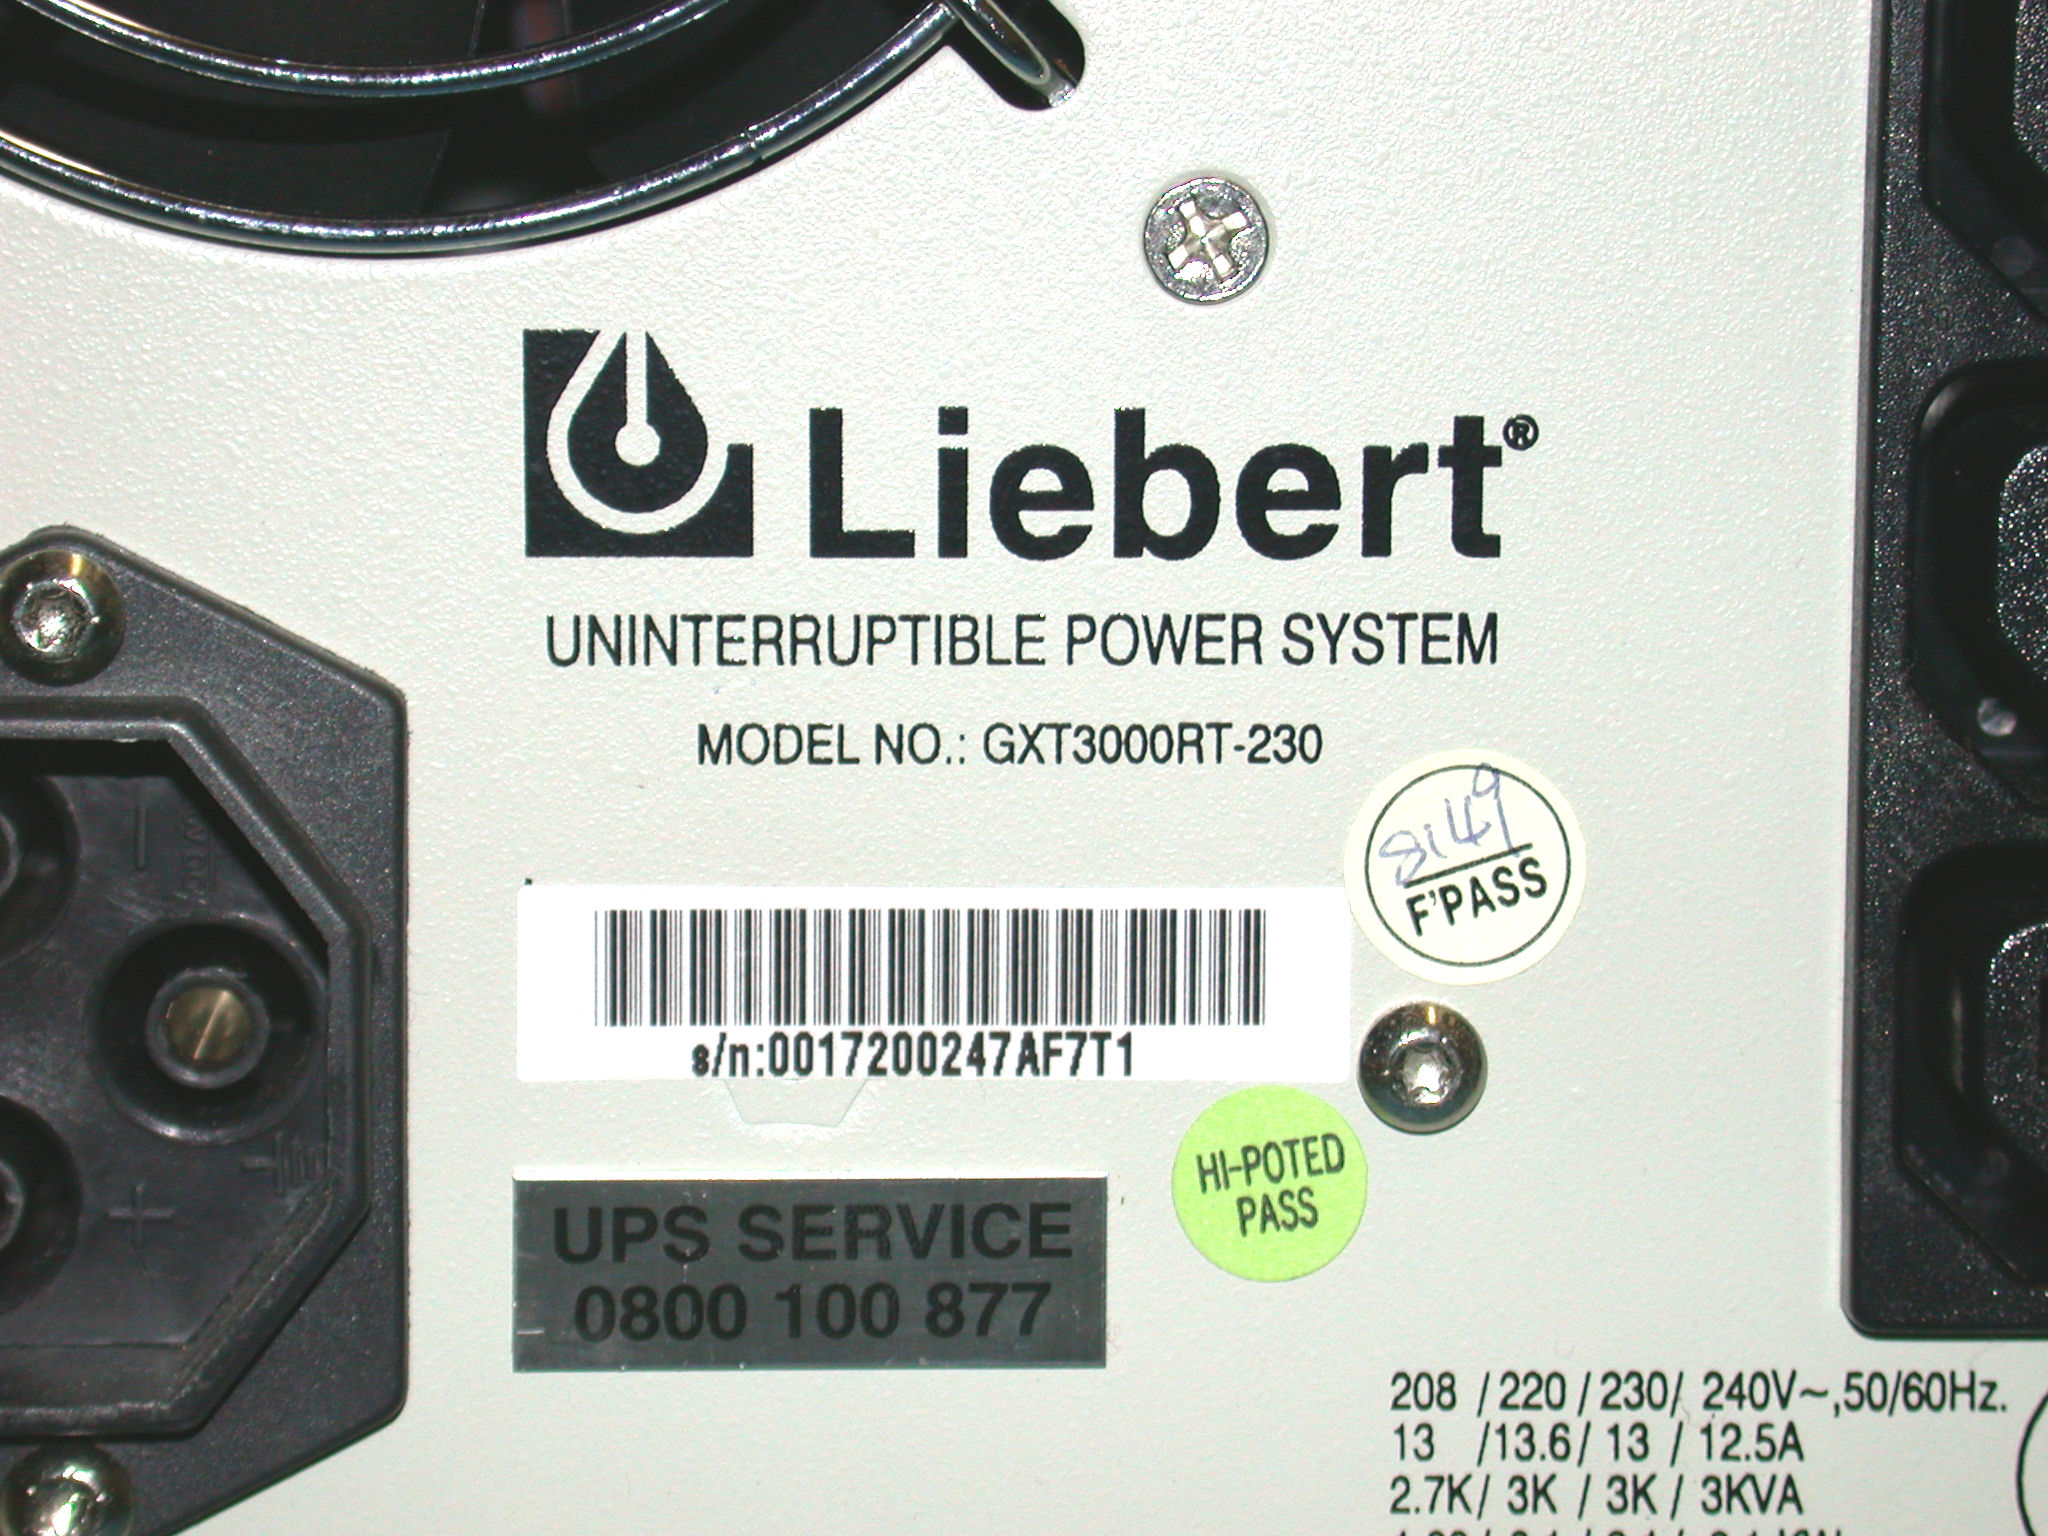 Liebert®
UNINTERRUPTIBLE POWER SYSTEM
MODEL NO.: GXT3000RT-230
8149
F'PASS
s/n:0017200247AF7T1
HI-POTED
PASS
UPS SERVICE
0800 100 877
208 / 220 / 230/ 240V~,50/60Hz.
13 /13.6/ 13 / 12.5A
2.7K/ 3K / 3K / 3KVA